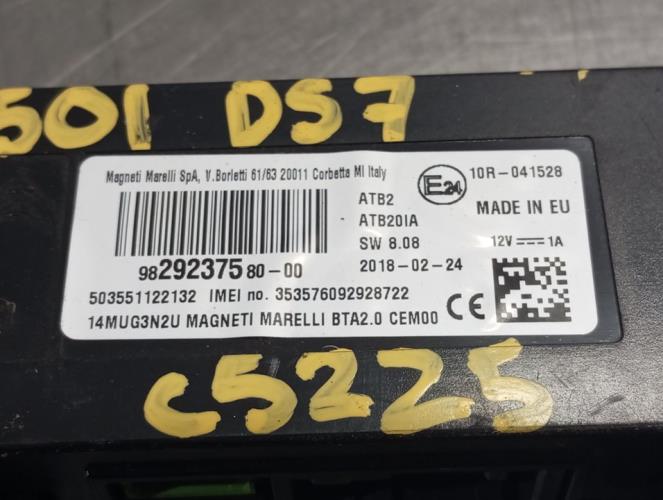 501 DS7
Magneti Marelli SpA, V.Borletti 61/63 20011 Corbetta MI Italy
E24 10R-041528
ATB2
ATB20IA MADE IN EU
SW 8.08 12V⎓1A
9829237580-00 2018-02-24
503551122132 IMEI no. 353576092928722 CE
14MUG3N2U MAGNETI MARELLI BTA2.0 CEM00
C5225